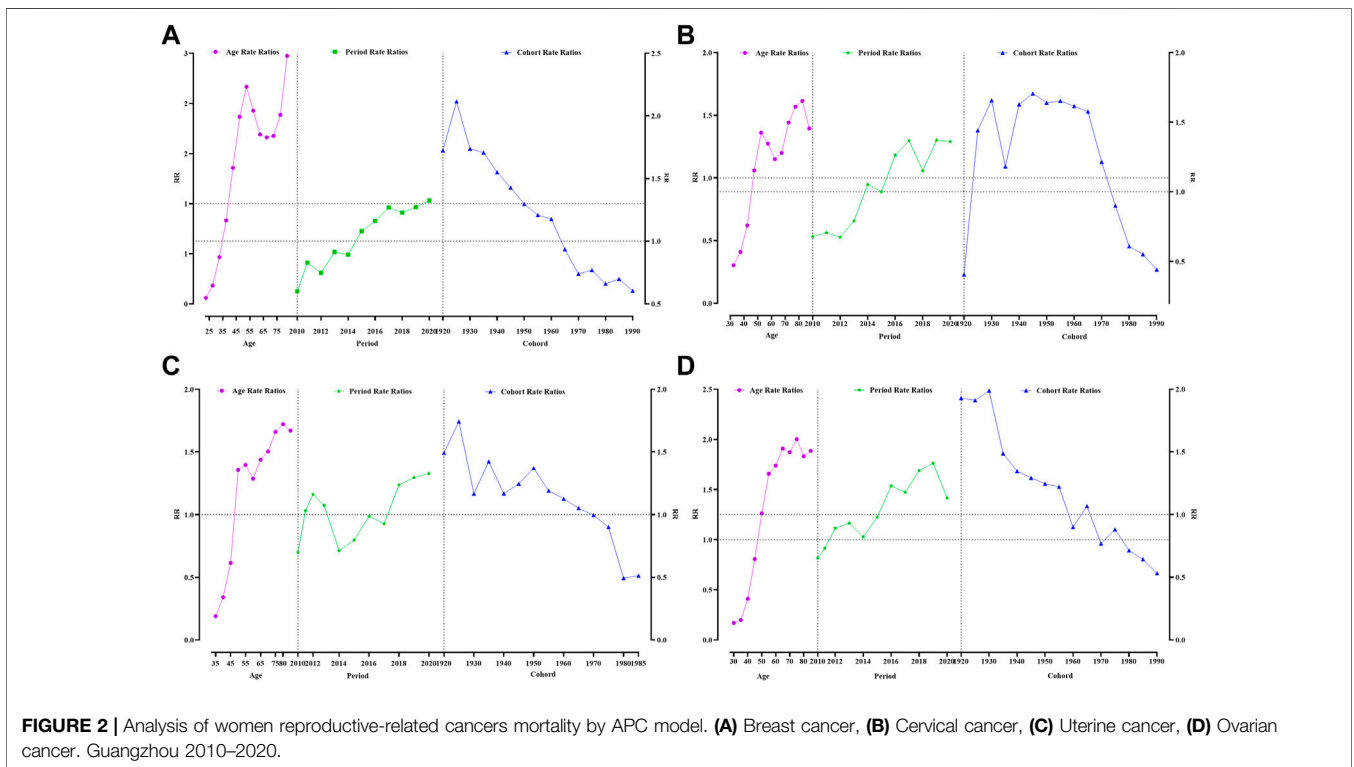 A
Age Rate Ratios Period Rate Ratios Cohort Rate Ratios
3
2
2
1
1
0
RR
2.5
2.0
1.5
1.0
0.5
RR
25 35 45 55 65 75 2010 2012 2014 2016 2018 2020 1920 1930 1940 1950 1960 1970 1980 1990
Age Period Cohord
B
Age Rate Ratios Period Rate Ratios Cohort Rate Ratios
2.0
1.5
1.0
0.5
0.0
RR
2.0
1.5
1.0
0.5
RR
30 40 50 60 70 80 2010 2012 2014 2016 2018 2020 1920 1930 1940 1950 1960 1970 1980 1990
Age Period Cohord
C
Age Rate Ratios Period Rate Ratios Cohort Rate Ratios
2.0
1.5
1.0
0.5
0.0
RR
2.0
1.5
1.0
0.5
0.0
RR
35 45 55 65 75 80 2010 2012 2014 2016 2018 2020 1920 1930 1940 1950 1960 1970 1980 1985
Age Period Cohord
D
Age Rate Ratios Period Rate Ratios Cohort Rate Ratios
2.5
2.0
1.5
1.0
0.5
0.0
RR
2.0
1.5
1.0
0.5
0.0
RR
30 40 50 60 70 80 2010 2012 2014 2016 2018 2020 1920 1930 1940 1950 1960 1970 1980 1990
Age Period Cohord
FIGURE 2 | Analysis of women reproductive-related cancers mortality by APC model. (A) Breast cancer, (B) Cervical cancer, (C) Uterine cancer, (D) Ovarian
cancer. Guangzhou 2010–2020.